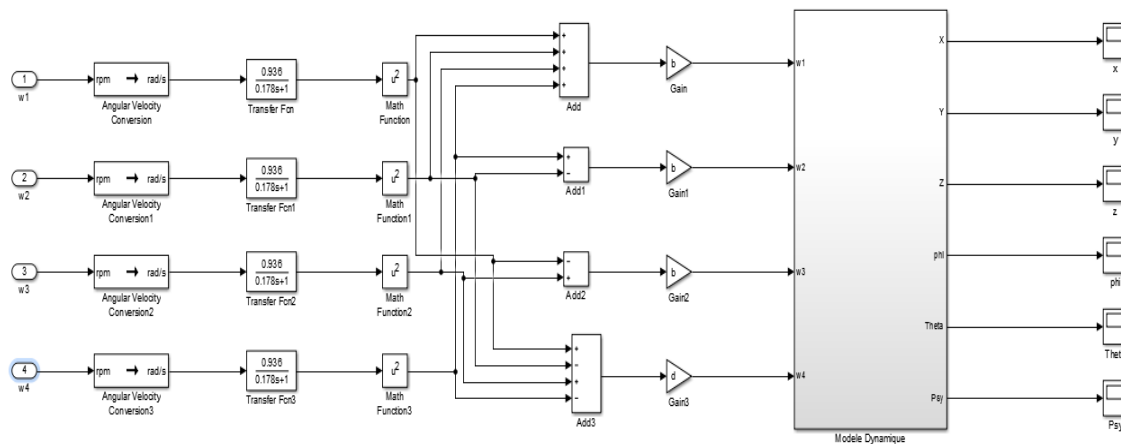 1
w1
rpm
rad/s
Angular Velocity
Conversion
0.936
0.178s+1
Transfer Fcn
u²
Math
Function
+
+
+
+
Add
b
Gain
w1
X
x
2
w2
rpm
rad/s
Angular Velocity
Conversion1
0.936
0.178s+1
Transfer Fcn1
u²
Math
Function1
+
−
Add1
b
Gain1
w2
Y
y
Z
z
3
w3
rpm
rad/s
Angular Velocity
Conversion2
0.936
0.178s+1
Transfer Fcn2
u²
Math
Function2
−
+
Add2
b
Gain2
w3
phi
phi
4
w4
rpm
rad/s
Angular Velocity
Conversion3
0.936
0.178s+1
Transfer Fcn3
u²
Math
Function3
+
−
+
−
Add3
d
Gain3
w4
Theta
Thet
Psy
Psy
Modele Dynamique